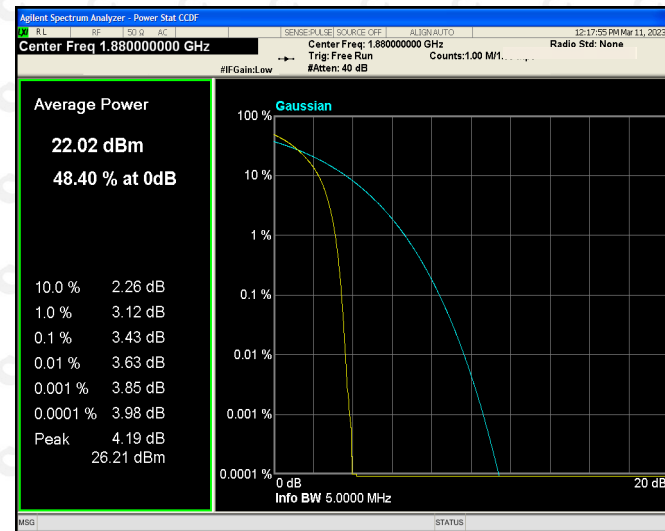 Agilent Spectrum Analyzer - Power Stat CCDF
LXI RL RF 50 Ω AC SENSE:PULSE SOURCE OFF ALIGNAUTO 12:17:55 PM Mar 11, 2023
Center Freq 1.880000000 GHz
Center Freq: 1.880000000 GHz Radio Std: None
Trig: Free Run Counts:1.00 M/1.
#IFGain:Low #Atten: 40 dB
Average Power
22.02 dBm
48.40 % at 0dB
10.0 % 2.26 dB
1.0 % 3.12 dB
0.1 % 3.43 dB
0.01 % 3.63 dB
0.001 % 3.85 dB
0.0001 % 3.98 dB
Peak 4.19 dB
26.21 dBm
Gaussian
100 %
10 %
1 %
0.1 %
0.01 %
0.001 %
0.0001 %
0 dB 20 dB
Info BW 5.0000 MHz
MSG STATUS